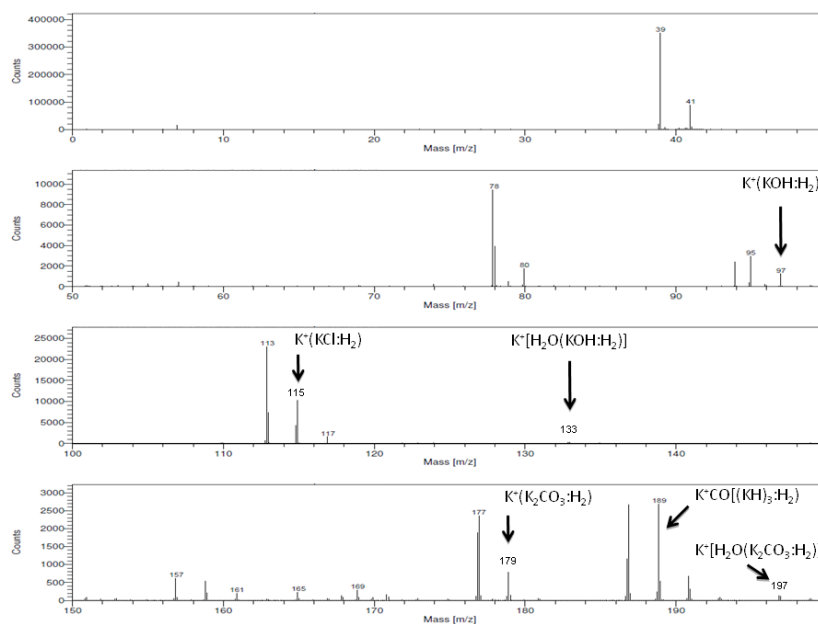 400000
300000
200000
100000
0
Counts
39
41
0 10 20 30 40
Mass [m/z]
10000
8000
6000
4000
2000
0
Counts
78
80
95
97
K⁺(KOH:H₂)
50 60 70 80 90
Mass [m/z]
25000
20000
15000
10000
5000
0
Counts
113
K⁺(KCl:H₂)
115
117
K⁺[H₂O(KOH:H₂)]
133
100 110 120 130 140
Mass [m/z]
3000
2500
2000
1500
1000
500
0
Counts
157
161
165
169
177
K⁺(K₂CO₃:H₂)
179
189
K⁺CO[(KH)₃:H₂)
K⁺[H₂O(K₂CO₃:H₂)
197
150 160 170 180 190
Mass [m/z]